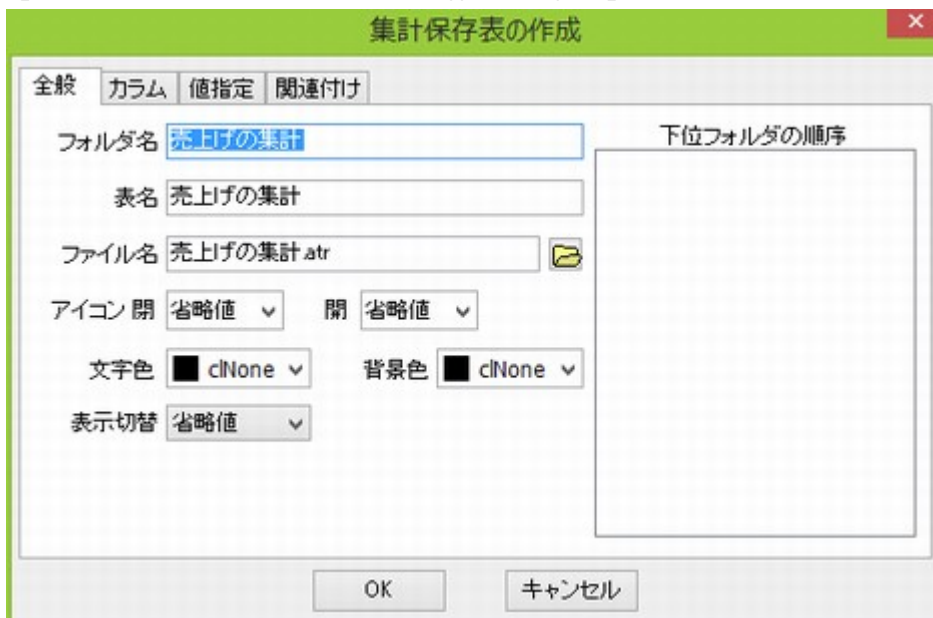 集計保存表の作成
全般 カラム 値指定 関連付け
フォルダ名 売上げの集計
下位フォルダの順序
表名 売上げの集計
ファイル名 売上げの集計.atr
アイコン 閉 省略値 開 省略値
文字色 clNone 背景色 clNone
表示切替 省略値
OK キャンセル